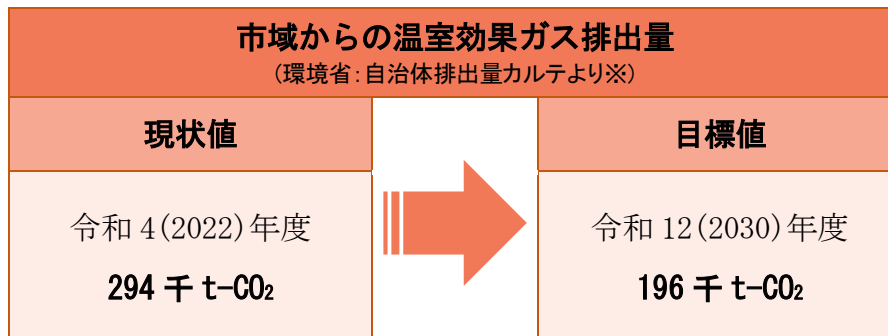 市域からの温室効果ガス排出量
（環境省：自治体排出量カルテより※）
現状値
目標値
令和 4(2022)年度
令和 12(2030)年度
294 千 t-CO₂
196 千 t-CO₂